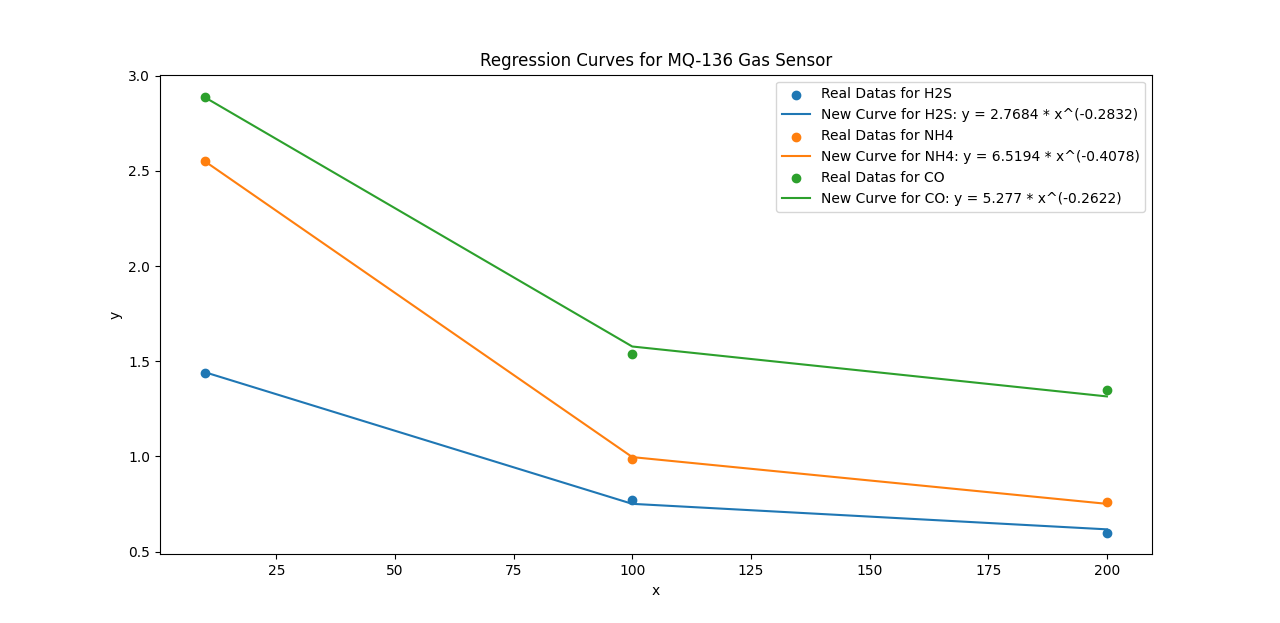 Regression Curves for MQ-136 Gas Sensor
Real Datas for H2S
New Curve for H2S: y = 2.7684 * x^(-0.2832)
Real Datas for NH4
New Curve for NH4: y = 6.5194 * x^(-0.4078)
Real Datas for CO
New Curve for CO: y = 5.277 * x^(-0.2622)
3.0
2.5
2.0
1.5
1.0
0.5
y
25 50 75 100 125 150 175 200
x